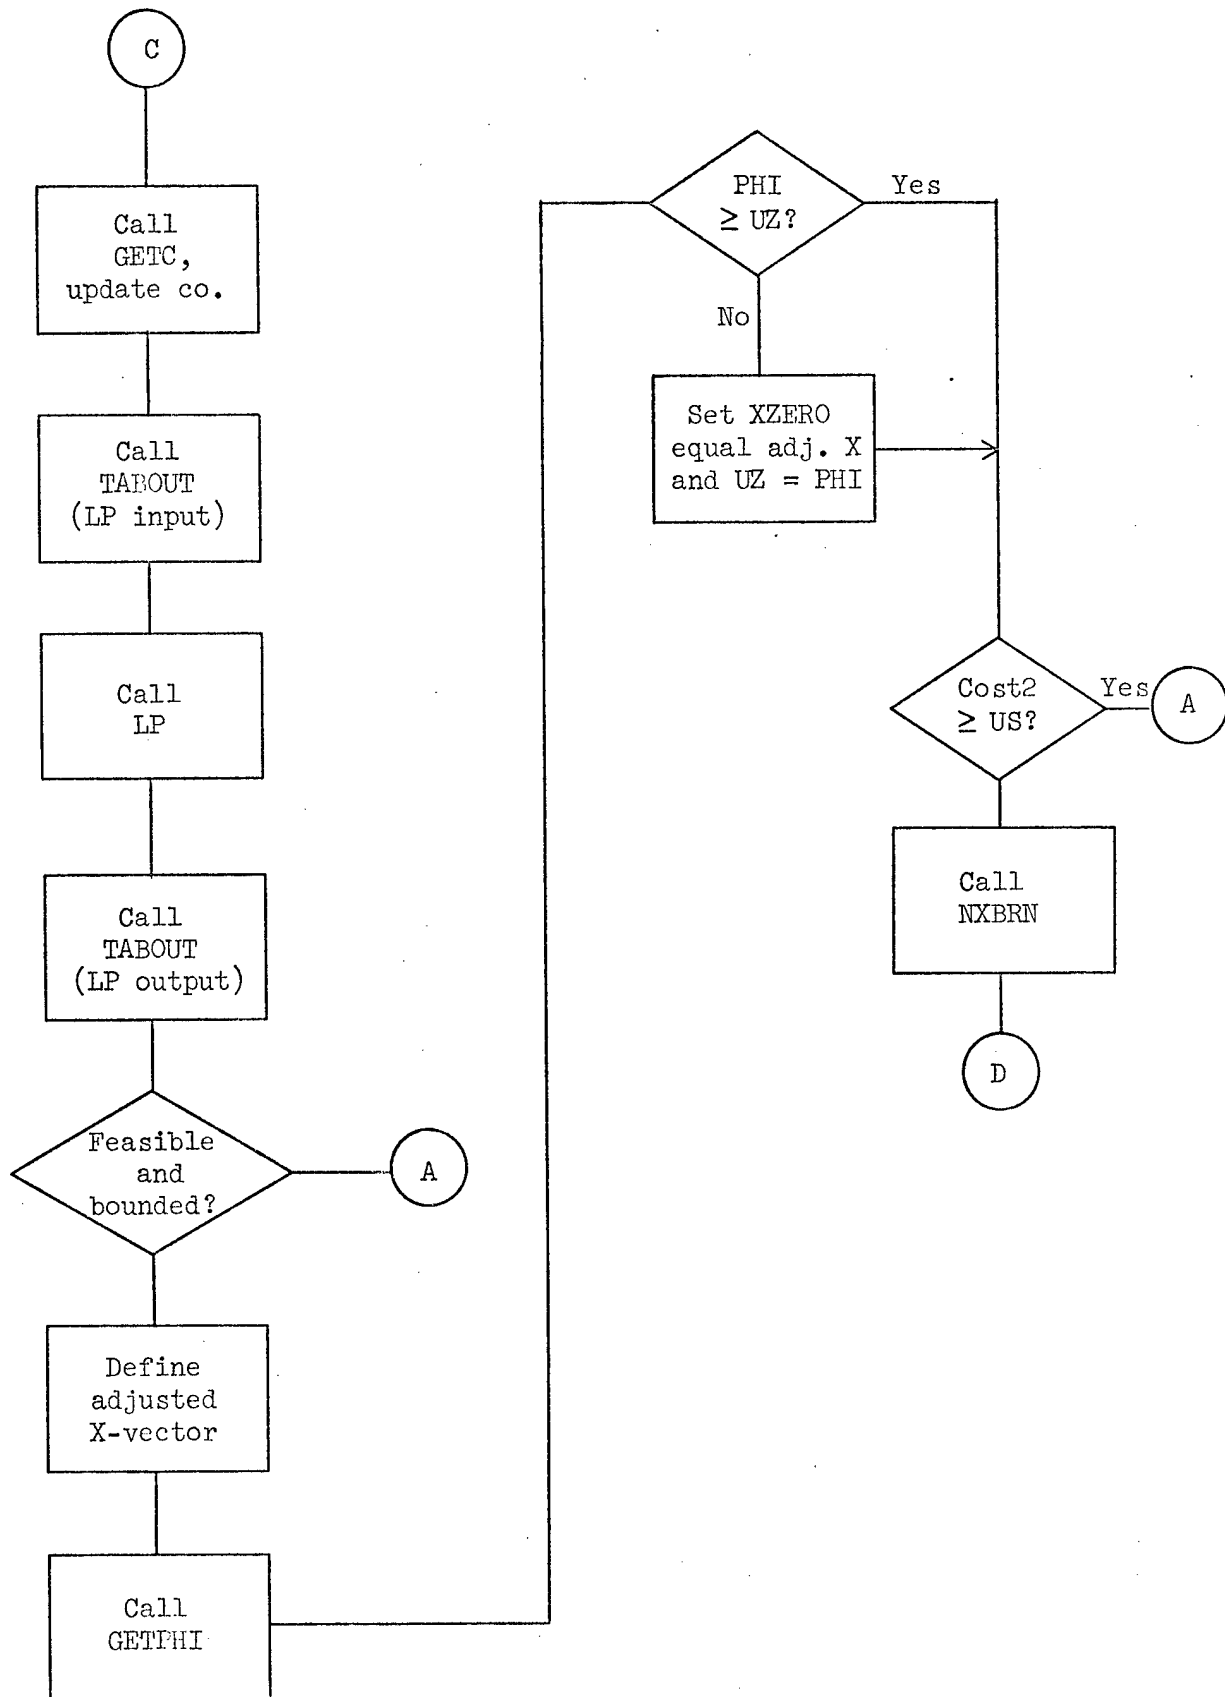 C
Call
GETC,
update co.
Call
TABOUT
(LP input)
Call
LP
Call
TABOUT
(LP output)
Feasible
and
bounded?
A
Define
adjusted
X-vector
Call
GETPHI
PHI
≥ UZ?
Yes
No
Set XZERO
equal adj. X
and UZ = PHI
Cost2
≥ US?
Yes
A
Call
NXBRN
D